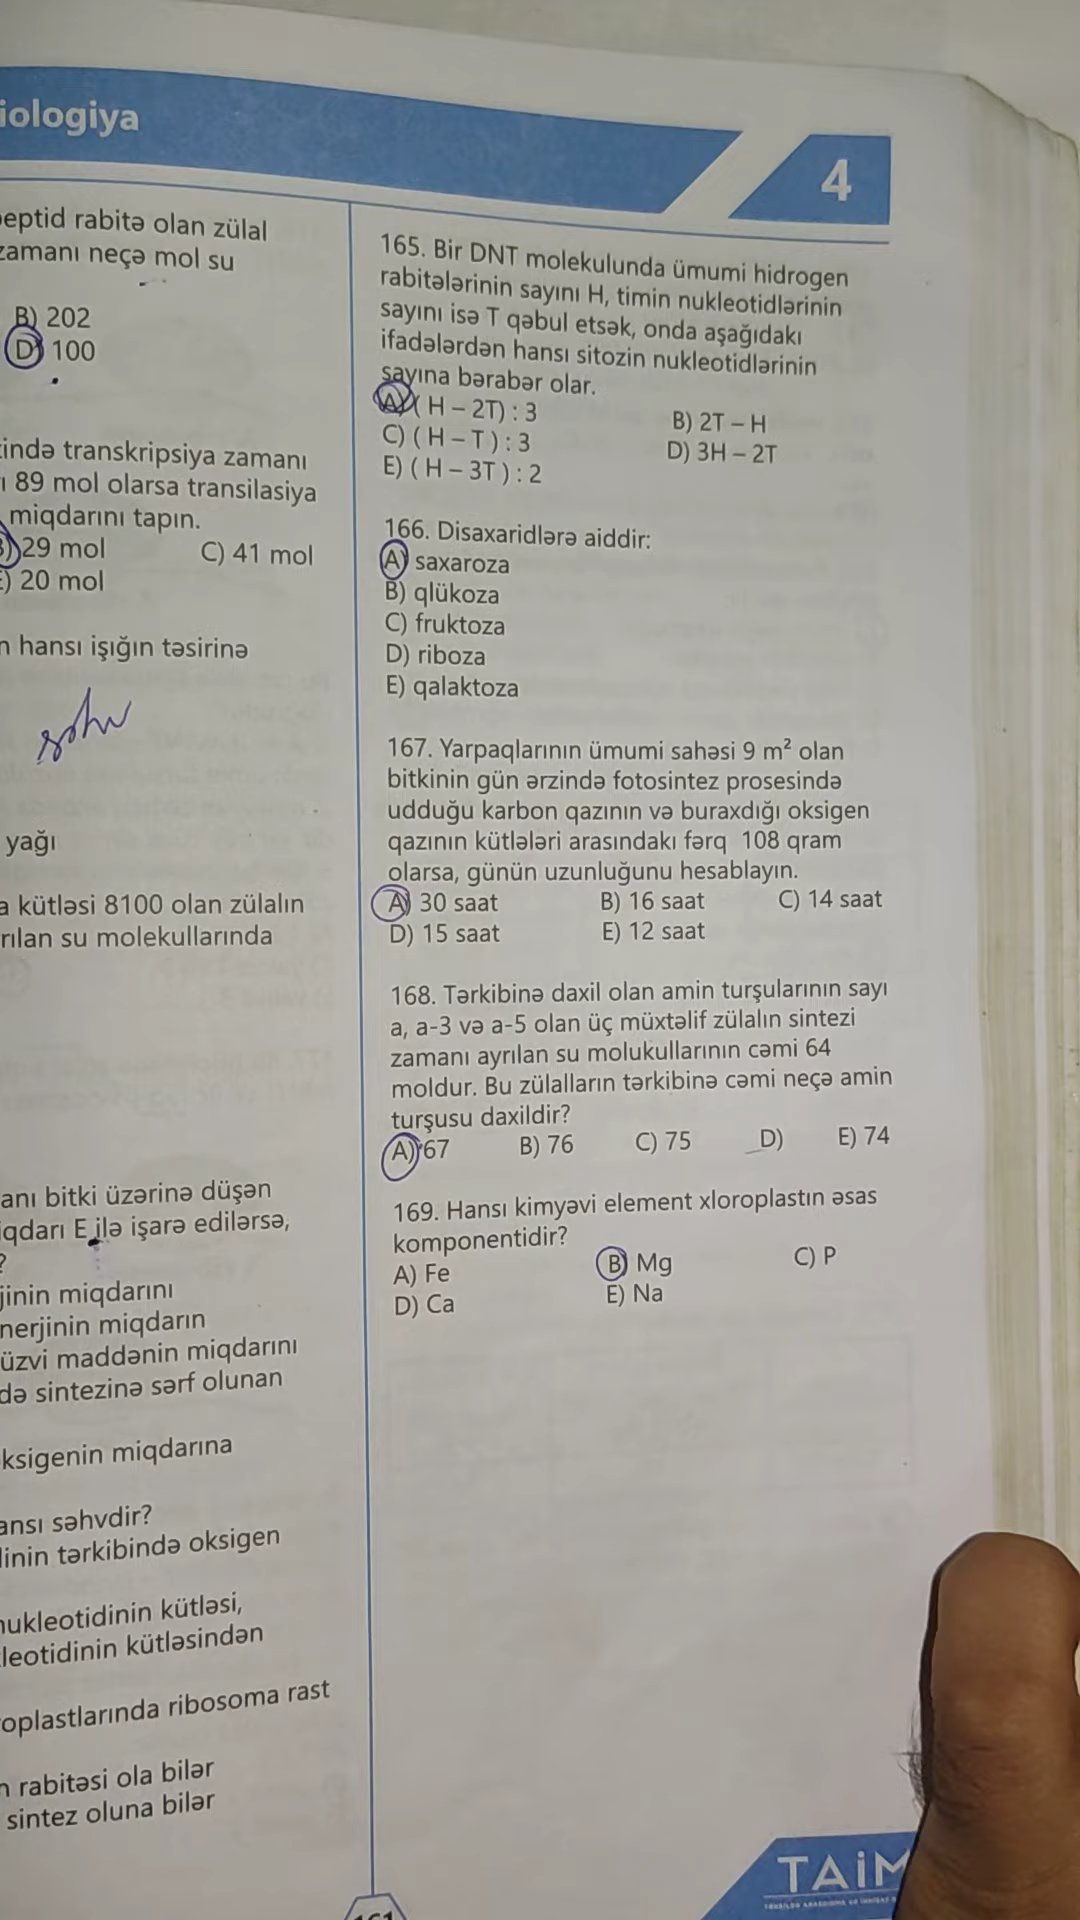 iologiya
4
peptid rabitə olan zülal
zamanı neçə mol su
B) 202
D) 100
ində transkripsiya zamanı
ı 89 mol olarsa transilasiya
miqdarını tapın.
B) 29 mol C) 41 mol
E) 20 mol
n hansı işığın təsirinə
səhv
yağı
a kütləsi 8100 olan zülalın
rılan su molekullarında
anı bitki üzərinə düşən
iqdarı E ilə işarə edilərsə,
?
jinin miqdarını
nerjinin miqdarın
üzvi maddənin miqdarını
də sintezinə sərf olunan
ksigenin miqdarına
ansı səhvdir?
linin tərkibində oksigen
nukleotidinin kütləsi,
leotidinin kütləsindən
oplastlarında ribosoma rast
n rabitəsi ola bilər
sintez oluna bilər
165. Bir DNT molekulunda ümumi hidrogen
rabitələrinin sayını H, timin nukleotidlərinin
sayını isə T qəbul etsək, onda aşağıdakı
ifadələrdən hansı sitozin nukleotidlərinin
sayına bərabər olar.
A) ( H – 2T) : 3 B) 2T – H
C) ( H – T ) : 3 D) 3H – 2T
E) ( H – 3T ) : 2
166. Disaxaridlərə aiddir:
A) saxaroza
B) qlükoza
C) fruktoza
D) riboza
E) qalaktoza
167. Yarpaqlarının ümumi sahəsi 9 m² olan
bitkinin gün ərzində fotosintez prosesində
udduğu karbon qazının və buraxdığı oksigen
qazının kütlələri arasındakı fərq 108 qram
olarsa, günün uzunluğunu hesablayın.
A) 30 saat B) 16 saat C) 14 saat
D) 15 saat E) 12 saat
168. Tərkibinə daxil olan amin turşularının sayı
a, a-3 və a-5 olan üç müxtəlif zülalın sintezi
zamanı ayrılan su molukullarının cəmi 64
moldur. Bu zülalların tərkibinə cəmi neçə amin
turşusu daxildir?
A) 67 B) 76 C) 75 D) E) 74
169. Hansı kimyəvi element xloroplastın əsas
komponentidir?
A) Fe B) Mg C) P
D) Ca E) Na
TAİM